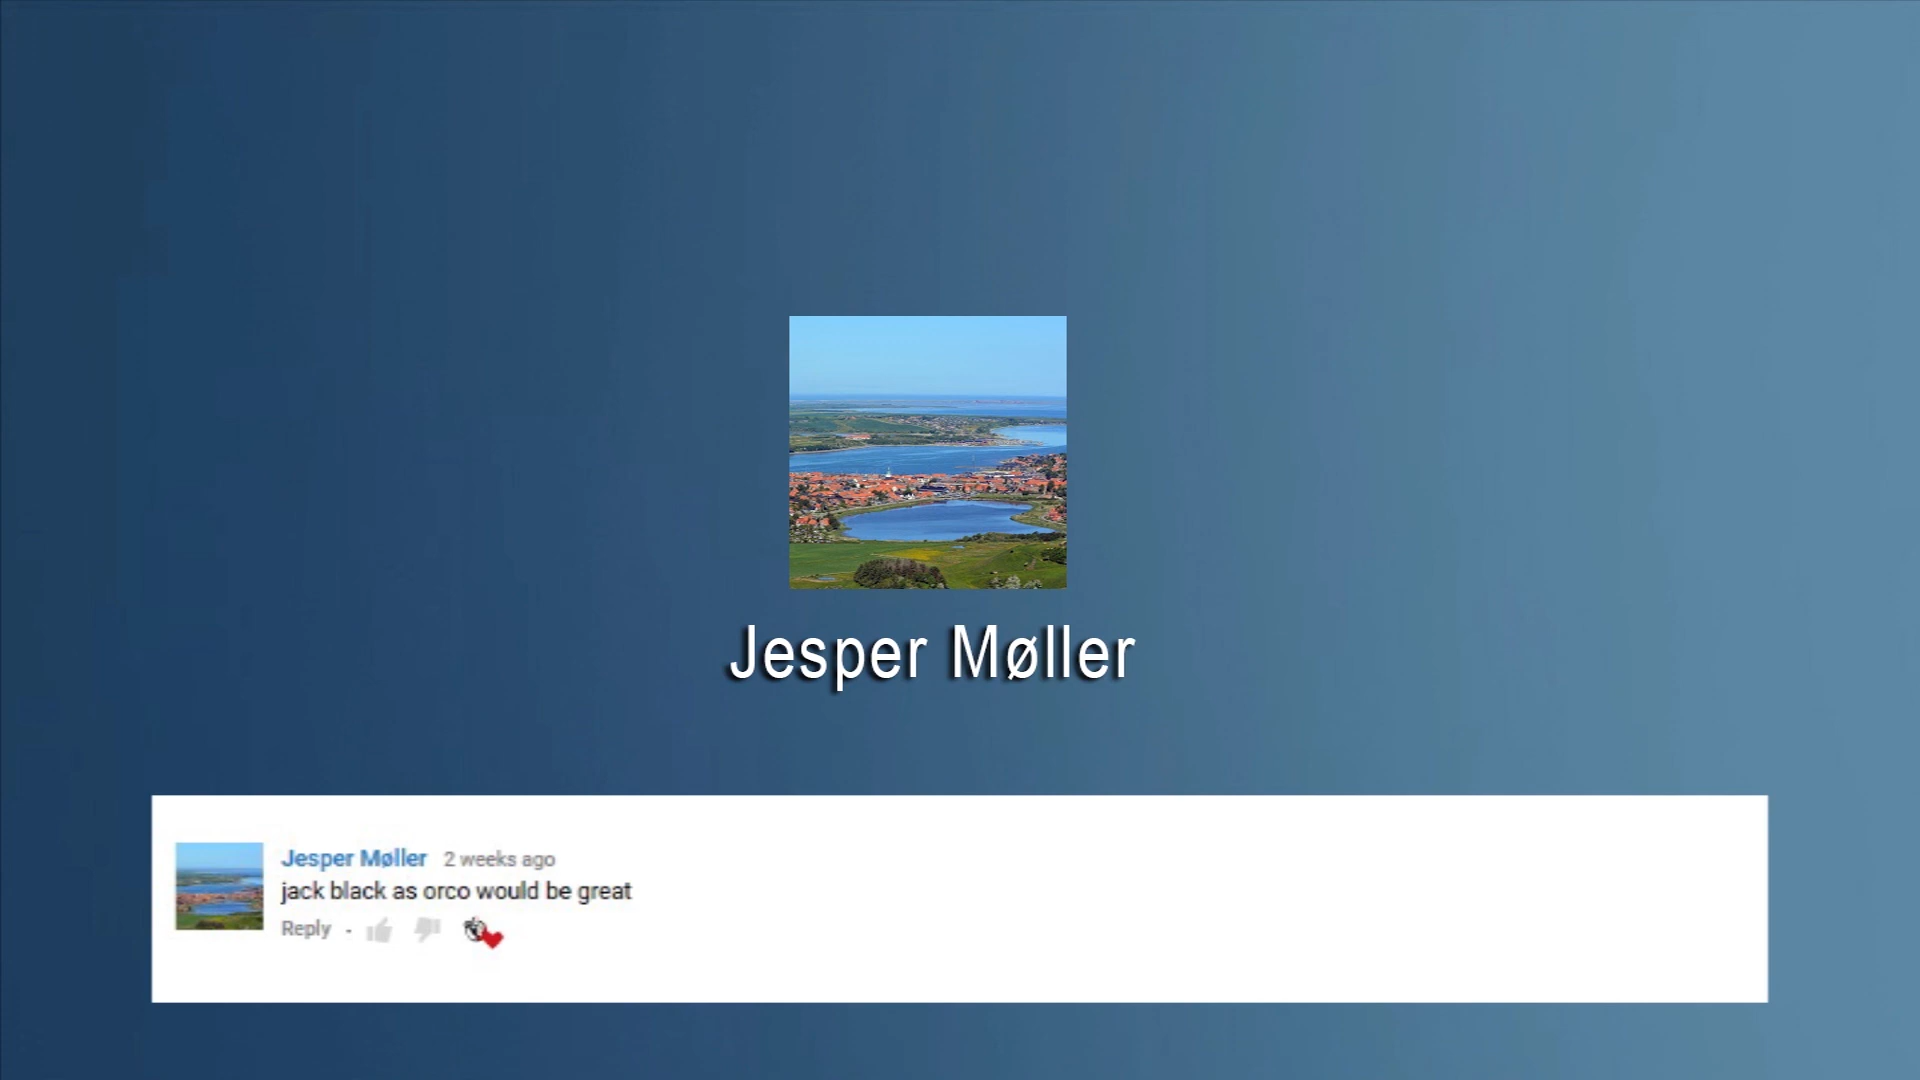 Jesper Møller
Jesper Møller 2 weeks ago
jack black as orco would be great
Reply -